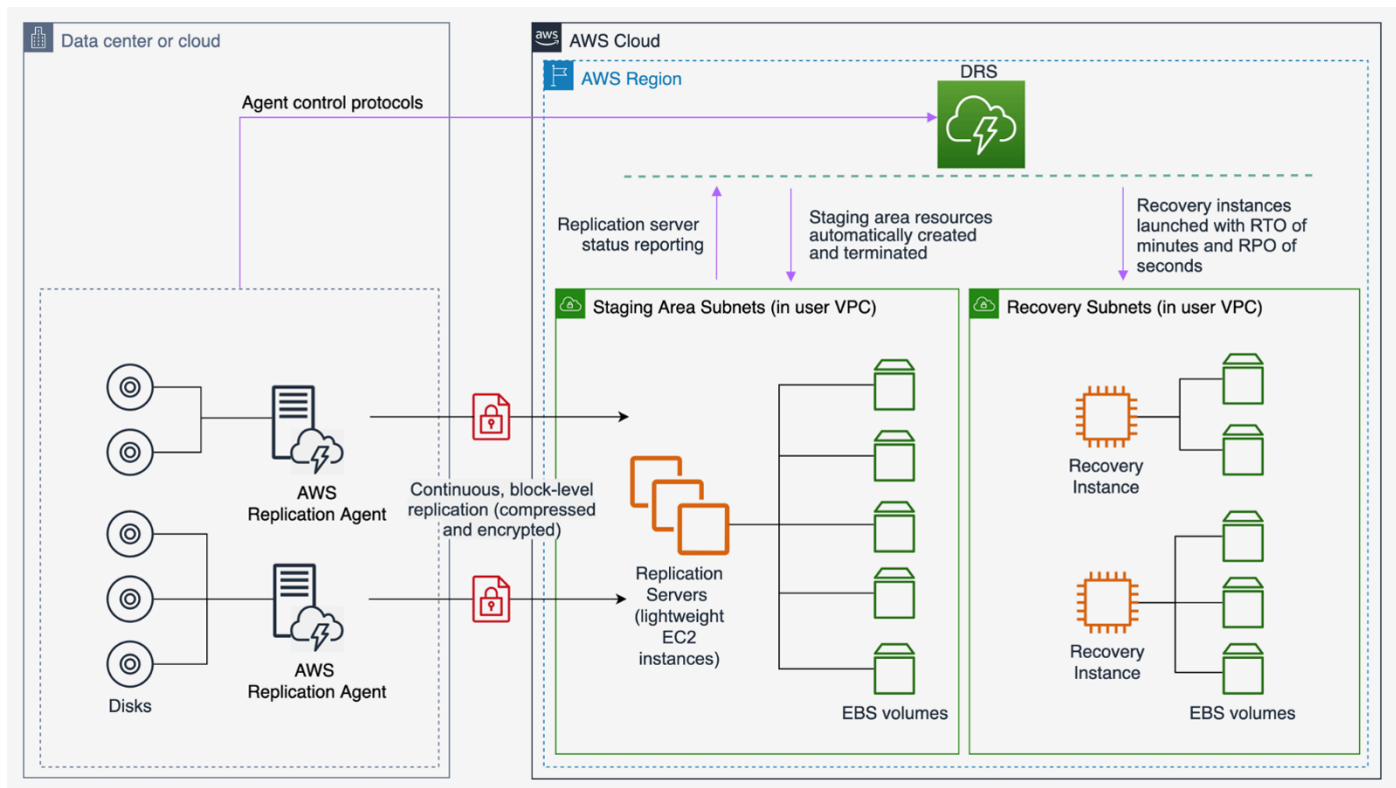 Data center or cloud
aws
AWS Cloud
AWS Region
DRS
Agent control protocols
Replication server
status reporting
Staging area resources
automatically created
and terminated
Recovery instances
launched with RTO of
minutes and RPO of
seconds
Staging Area Subnets (in user VPC)
Recovery Subnets (in user VPC)
AWS
Replication Agent
Continuous, block-level
replication (compressed
and encrypted)
Recovery
Instance
Replication
Servers
(lightweight
EC2
instances)
AWS
Replication Agent
Recovery
Instance
Disks
EBS volumes
EBS volumes